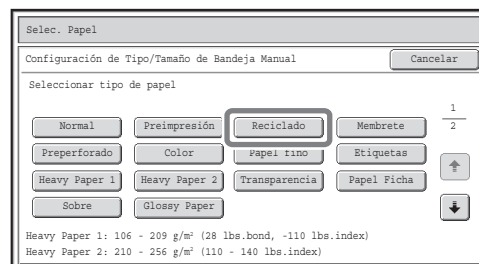 Selec. Papel
Configuración de Tipo/Tamaño de Bandeja Manual Cancelar
Seleccionar tipo de papel
1
Normal Preimpresión Reciclado Membrete 2
Preperforado Color Papel fino Etiquetas
Heavy Paper 1 Heavy Paper 2 Transparencia Papel Ficha
Sobre Glossy Paper
Heavy Paper 1: 106 - 209 g/m² (28 lbs.bond, -110 lbs.index)
Heavy Paper 2: 210 - 256 g/m² (110 - 140 lbs.index)